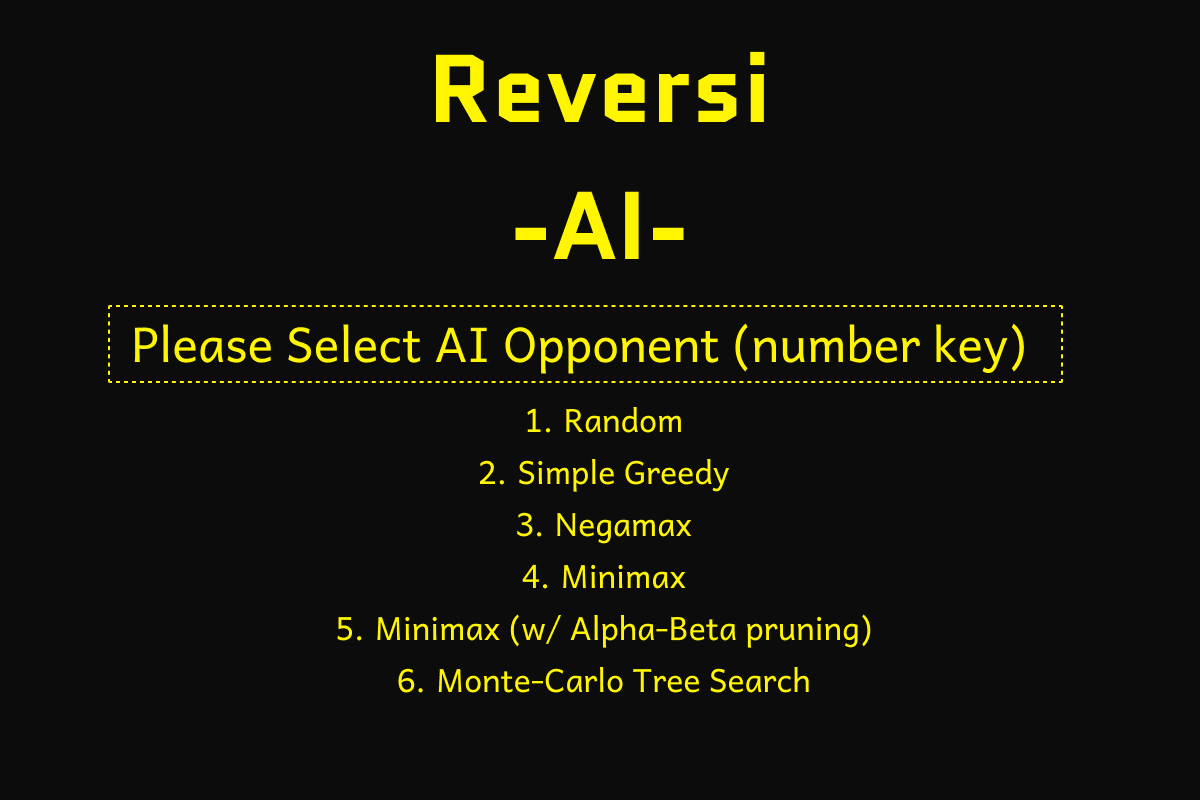 Reversi
-AI-
Please Select AI Opponent (number key)
1. Random
2. Simple Greedy
3. Negamax
4. Minimax
5. Minimax (w/ Alpha-Beta pruning)
6. Monte-Carlo Tree Search